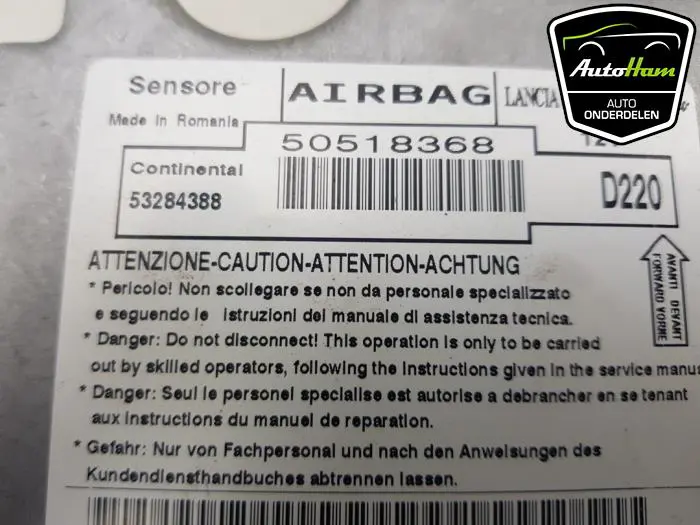 Sensore AIRBAG LANCIA
AutoHam
AUTO
ONDERDELEN
Made in Romania
50518368
Continental
53284388
D220
AVANTI DEVANT
FORWARD VORNE
ATTENZIONE-CAUTION-ATTENTION-ACHTUNG
* Pericolo! Non scollegare se non da personale specializzato
e seguendo le istruzioni del manuale di assistenza tecnica.
* Danger: Do not disconnect! This operation is only to be carried
out by skilled operators, following the instructions given in the service
* Danger: Seul le personel specialise est autorise a debrancher en se tenant
aux instructions du manuel de reparation.
* Gefahr: Nur von Fachpersonal und nach den Anweisungen des
Kundendiensthandbuches abtrennen lassen.